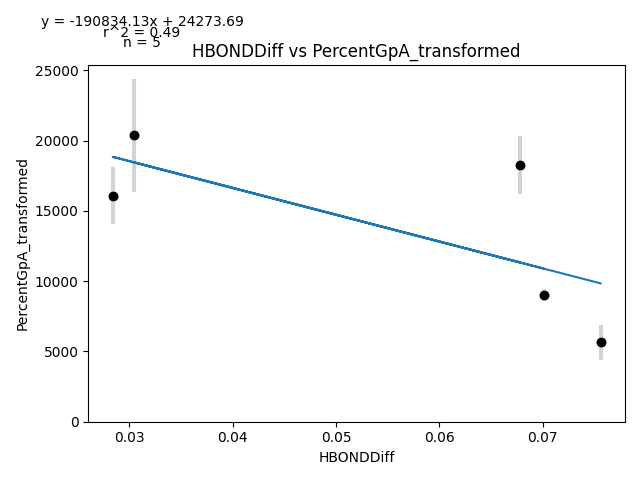 y = -190834.13x + 24273.69
r^2 = 0.49
n = 5
HBONDDiff vs PercentGpA_transformed
25000
20000
15000
10000
5000
0
PercentGpA_transformed
0.03 0.04 0.05 0.06 0.07
HBONDDiff